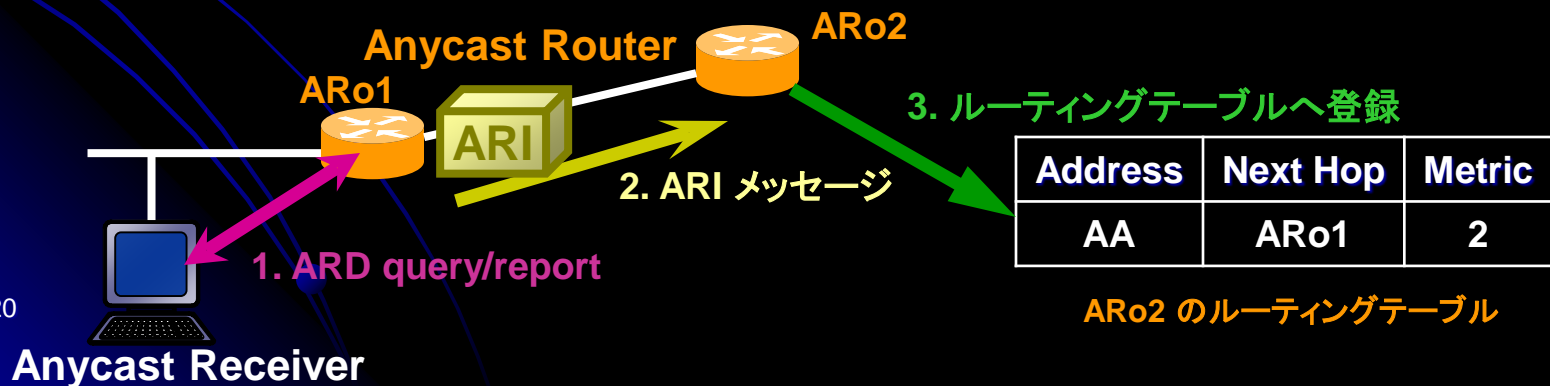 ARo2
Anycast Router
ARo1
ARI
3. ルーティングテーブルへ登録
Address Next Hop Metric
AA ARo1 2
2. ARI メッセージ
1. ARD query/report
ARo2 のルーティングテーブル
Anycast Receiver